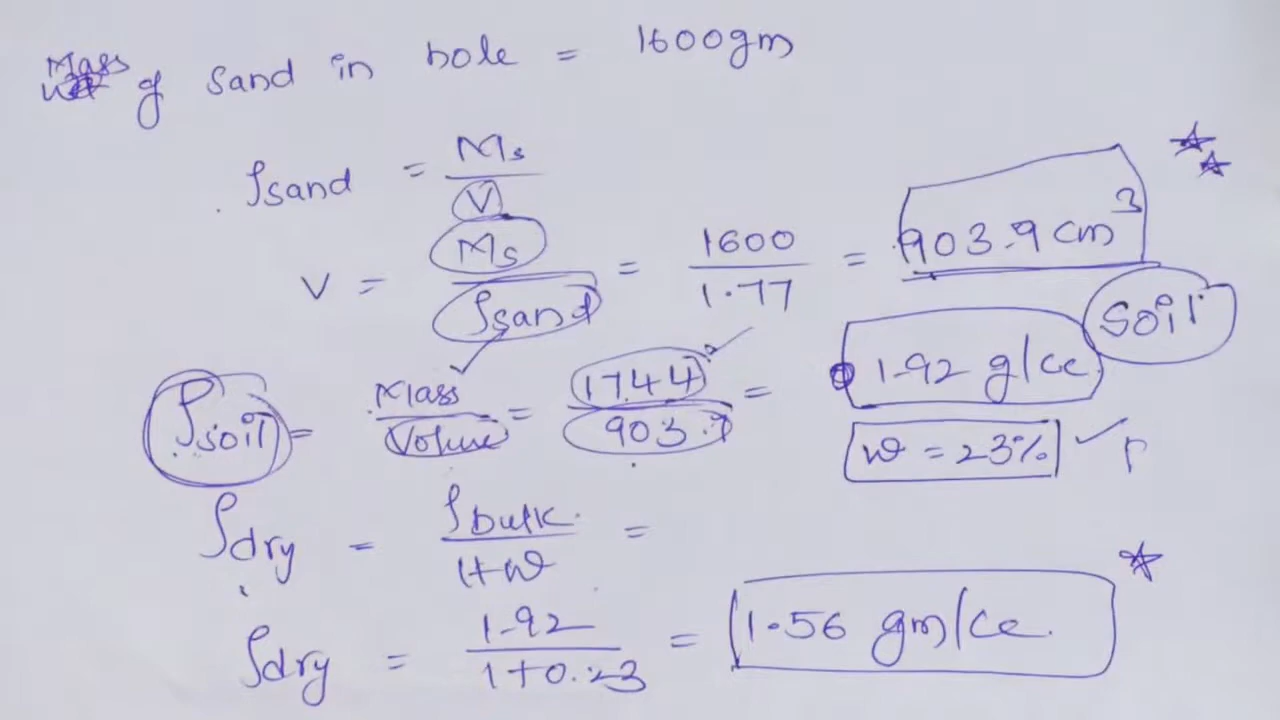 Mass of sand in hole = 1600gm
ρsand = Ms/V
V = Ms/ρsand = 1600/1.77 = 903.9 cm³
ρsoil = Mass/Volume = 1744/903.9 = 1.92 g/cc soil
w = 23%
ρdry = ρbulk/1+w =
ρdry = 1.92/1+0.23 = 1.56 gm/cc.